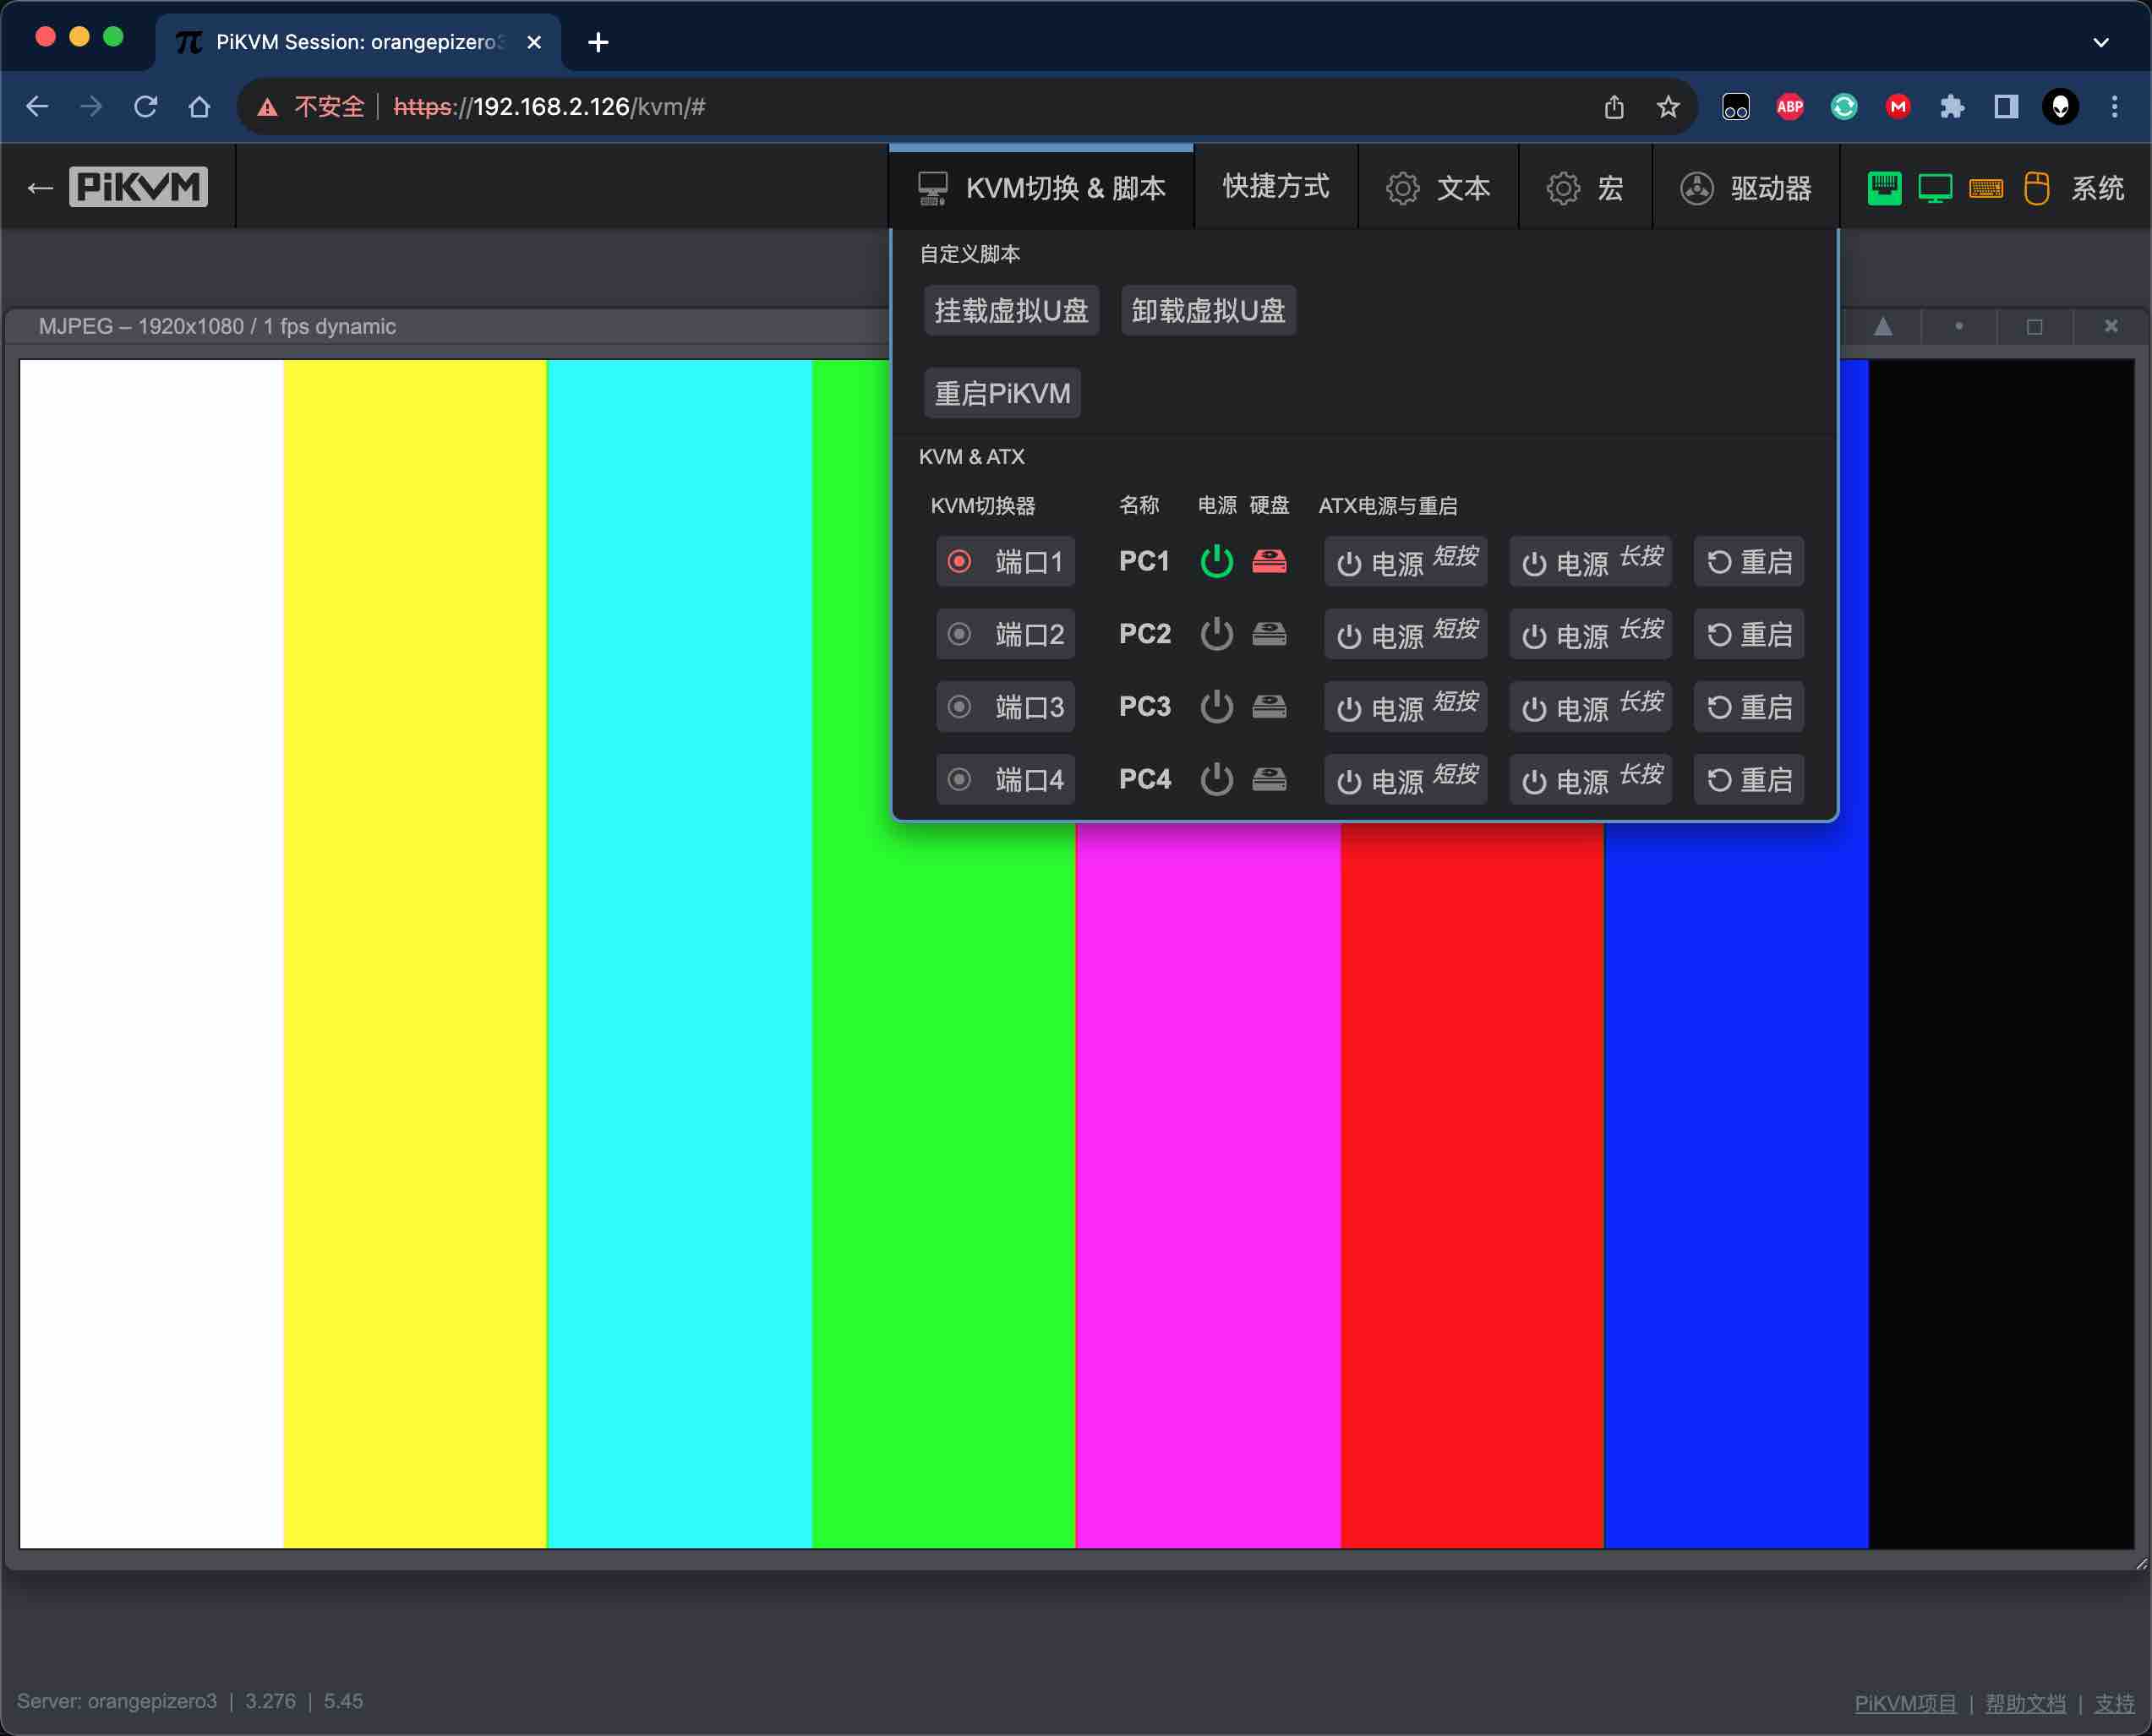 PiKVM Session: orangepizero3
不安全 https://192.168.2.126/kvm/#
ABP
M
← PiKVM
KVM切换 & 脚本 快捷方式 文本 宏 驱动器 系统
自定义脚本
挂载虚拟U盘 卸载虚拟U盘
MJPEG – 1920x1080 / 1 fps dynamic
重启PiKVM
KVM & ATX
KVM切换器 名称 电源 硬盘 ATX电源与重启
端口1 PC1 电源 短按 电源 长按 重启
端口2 PC2 电源 短按 电源 长按 重启
端口3 PC3 电源 短按 电源 长按 重启
端口4 PC4 电源 短按 电源 长按 重启
Server: orangepizero3 | 3.276 | 5.45
PiKVM项目 | 帮助文档 | 支持